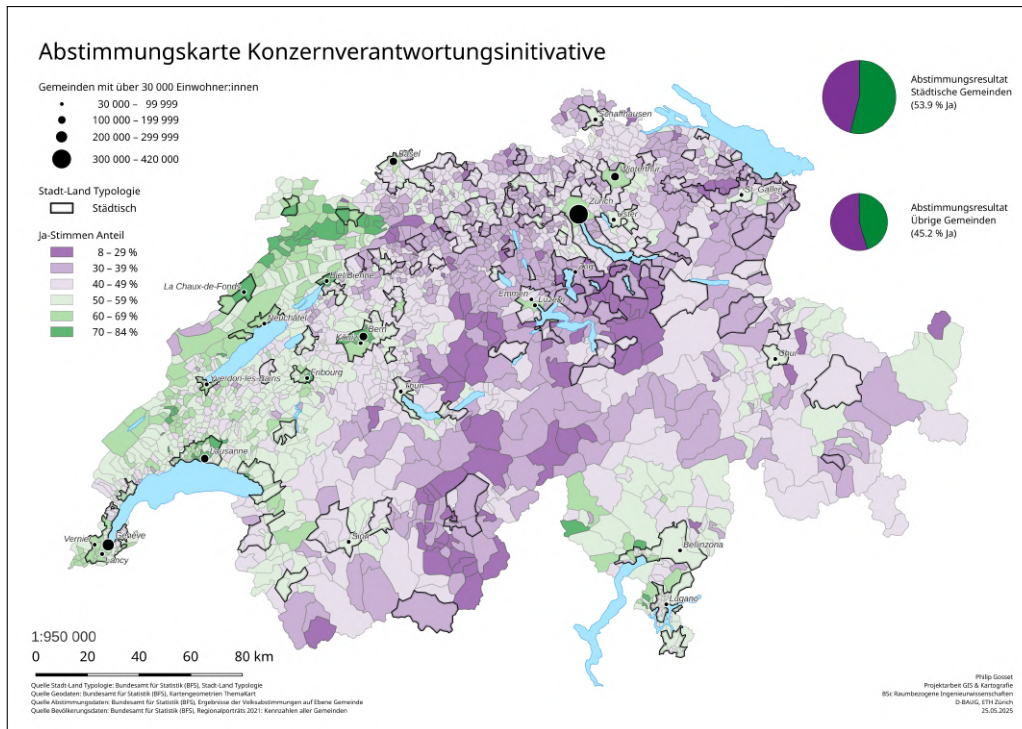 Abstimmungskarte Konzernverantwortungsinitiative
Gemeinden mit über 30 000 Einwohner:innen
30 000 – 99 999
100 000 – 199 999
200 000 – 299 999
300 000 – 420 000
Stadt-Land Typologie
Städtisch
Ja-Stimmen Anteil
8 – 29 %
30 – 39 %
40 – 49 %
50 – 59 %
60 – 69 %
70 – 84 %
Abstimmungsresultat
Städtische Gemeinden
(53.9 % Ja)
Abstimmungsresultat
Übrige Gemeinden
(45.2 % Ja)
Schaffhausen
Basel
Winterthur
St. Gallen
Zürich
Uster
Zug
Biel/Bienne
La Chaux-de-Fonds
Emmen
Luzern
Neuchâtel
Bern
Köniz
Chur
Fribourg
Yverdon-les-Bains
Thun
Lausanne
Vernier
Genève
Lancy
Sion
Bellinzona
Lugano
1:950 000
0 20 40 60 80 km
Quelle Stadt-Land Typologie: Bundesamt für Statistik (BFS), Stadt-Land Typologie
Quelle Geodaten: Bundesamt für Statistik (BFS), Kartengeometrien ThemaKart
Quelle Abstimmungsdaten: Bundesamt für Statistik (BFS), Ergebnisse der Volksabstimmungen auf Ebene Gemeinde
Quelle Bevölkerungsdaten: Bundesamt für Statistik (BFS), Regionalporträts 2021: Kennzahlen aller Gemeinden
Philip Gosset
Projektarbeit GIS & Kartografie
BSc Raumbezogene Ingenieurwissenschaften
D-BAUG, ETH Zürich
25.05.2025